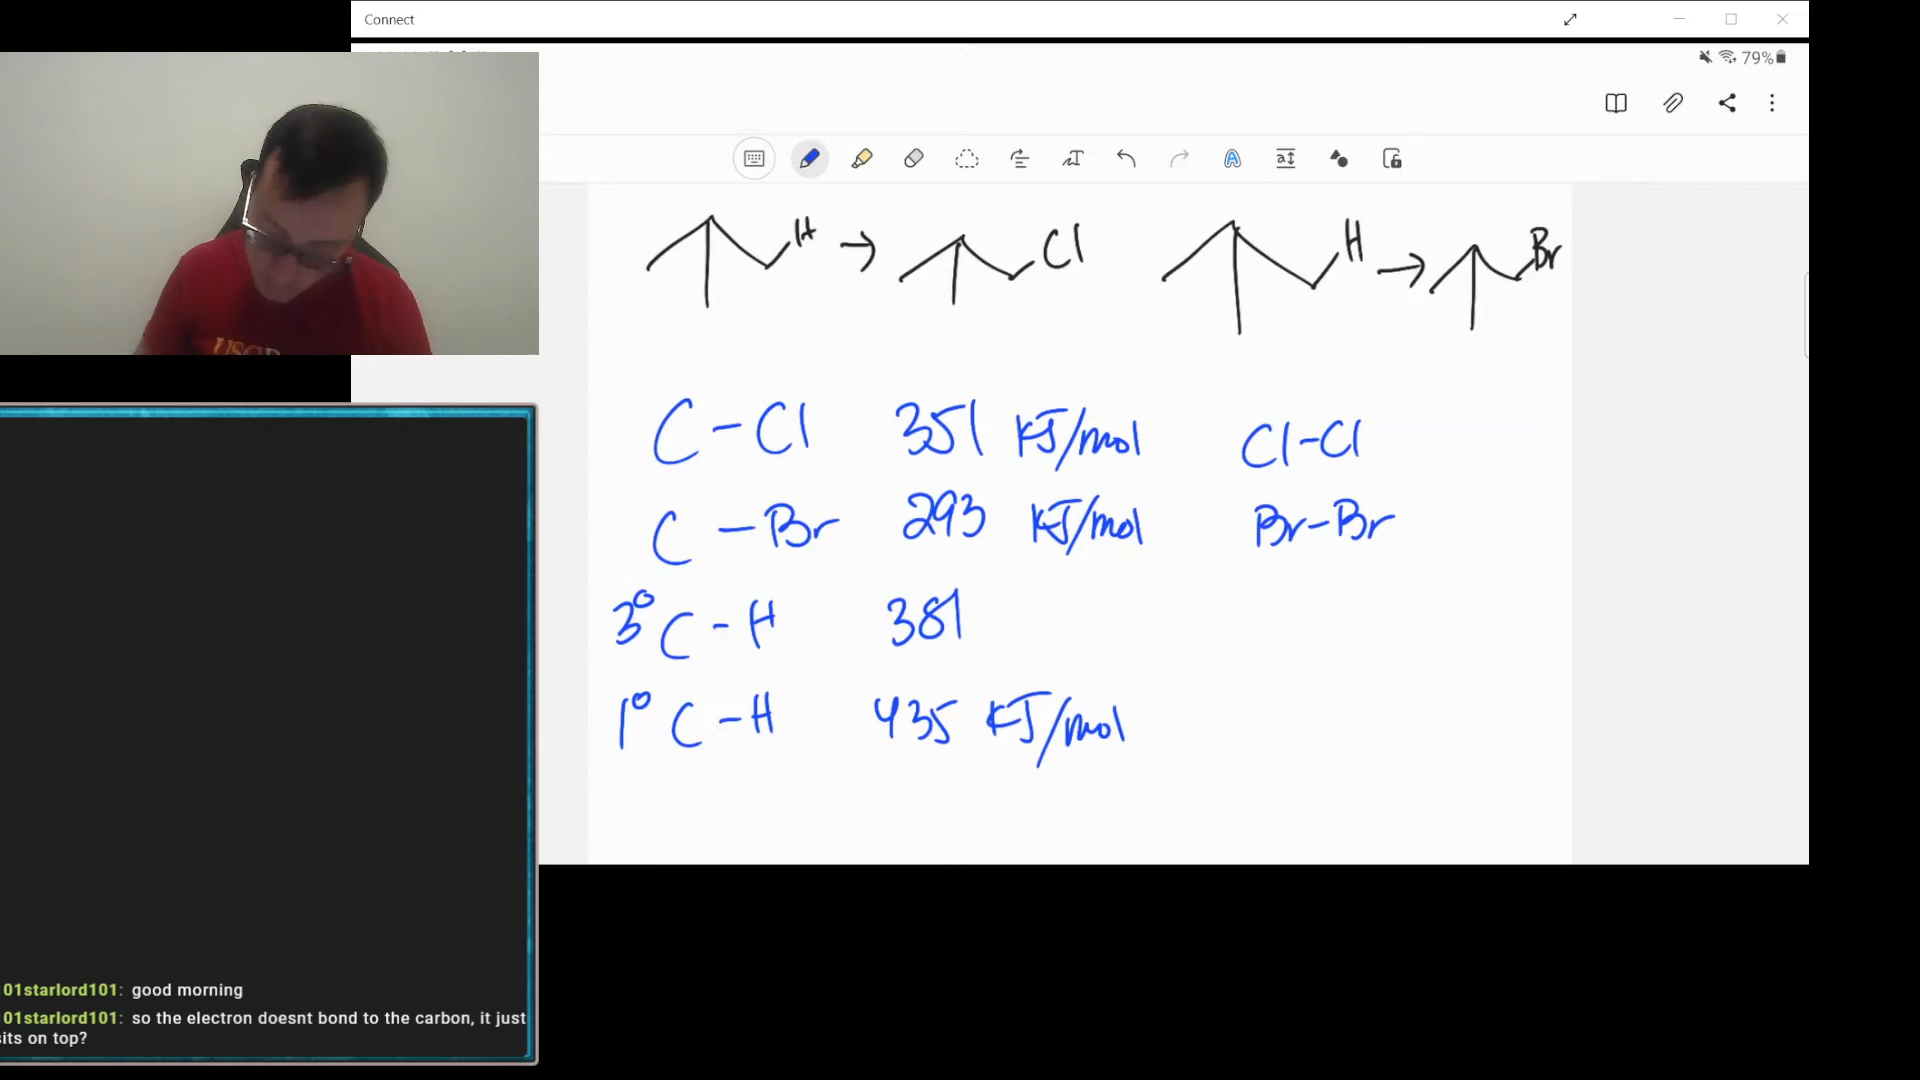 Connect
79%
H → Cl H → Br
C-Cl 351 KJ/mol Cl-Cl
C-Br 293 KJ/mol Br-Br
3° C-H 381
1° C-H 435 KJ/mol
01starlord101: good morning
01starlord101: so the electron doesnt bond to the carbon, it just
sits on top?